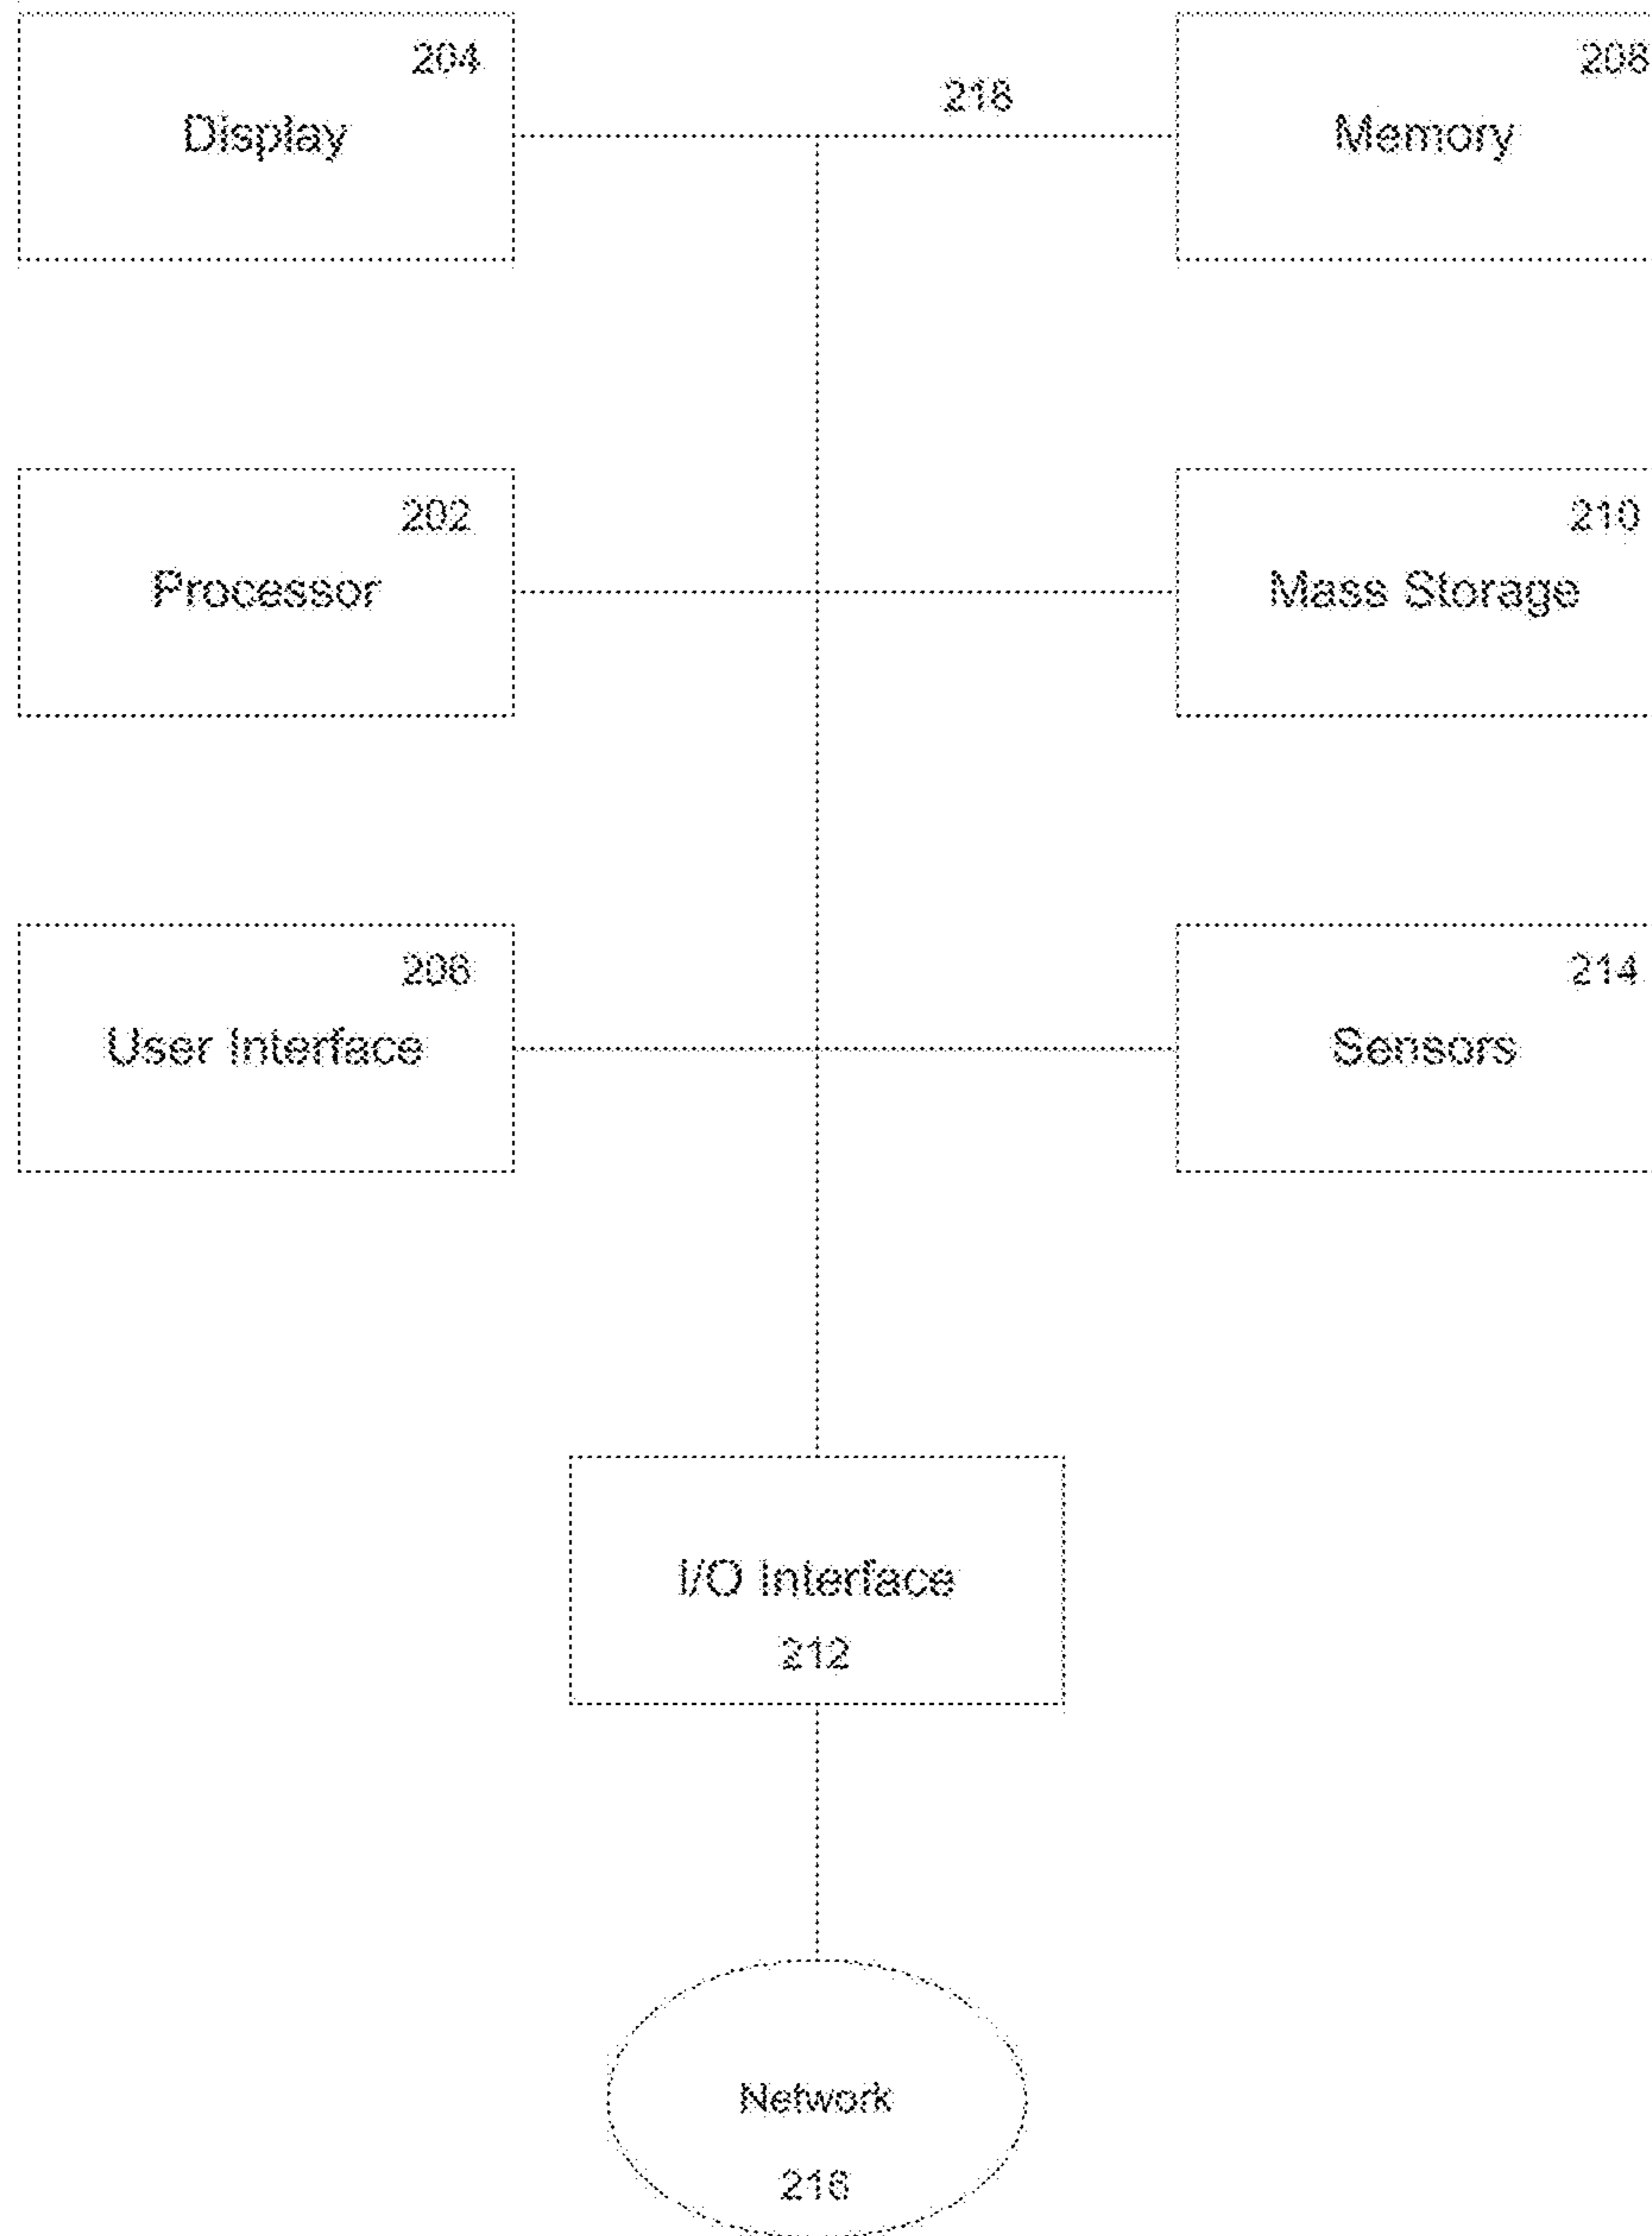 204
Display
218
208
Memory
202
Processor
210
Mass Storage
206
User Interface
214
Sensors
I/O Interface
212
Network
216